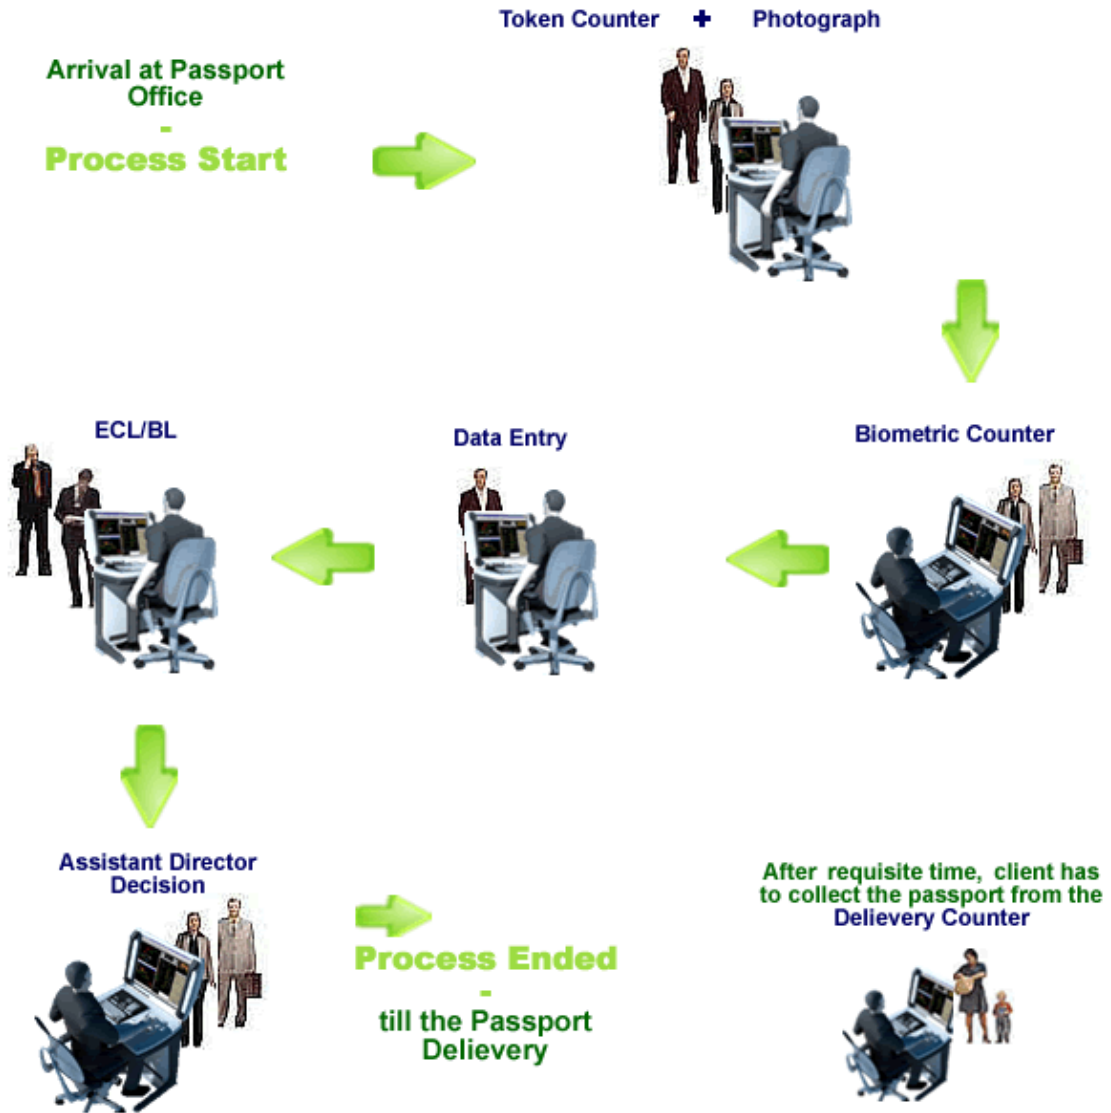 Token Counter + Photograph
Arrival at Passport
Office
-
Process Start
ECL/BL
Data Entry
Biometric Counter
Assistant Director
Decision
Process Ended
-
till the Passport
Delievery
After requisite time, client has
to collect the passport from the
Delievery Counter